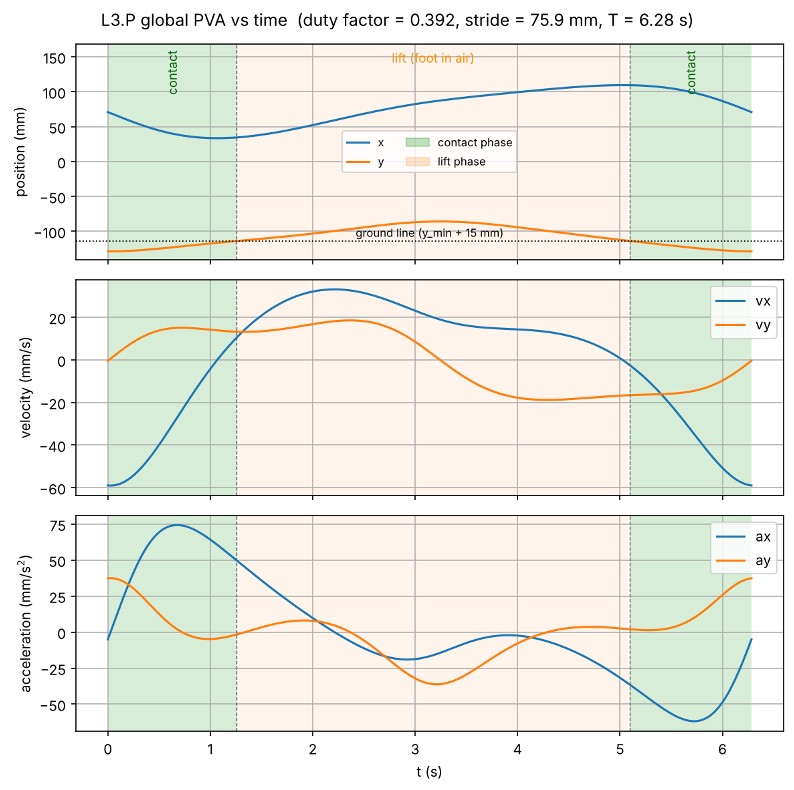 L3.P global PVA vs time  (duty factor = 0.392, stride = 75.9 mm, T = 6.28 s)
position (mm)
150
100
50
0
−50
−100
contact
lift (foot in air)
contact
x
y
contact phase
lift phase
ground line (y_min + 15 mm)
velocity (mm/s)
20
0
−20
−40
−60
vx
vy
acceleration (mm/s²)
75
50
25
0
−25
−50
ax
ay
0 1 2 3 4 5 6
t (s)